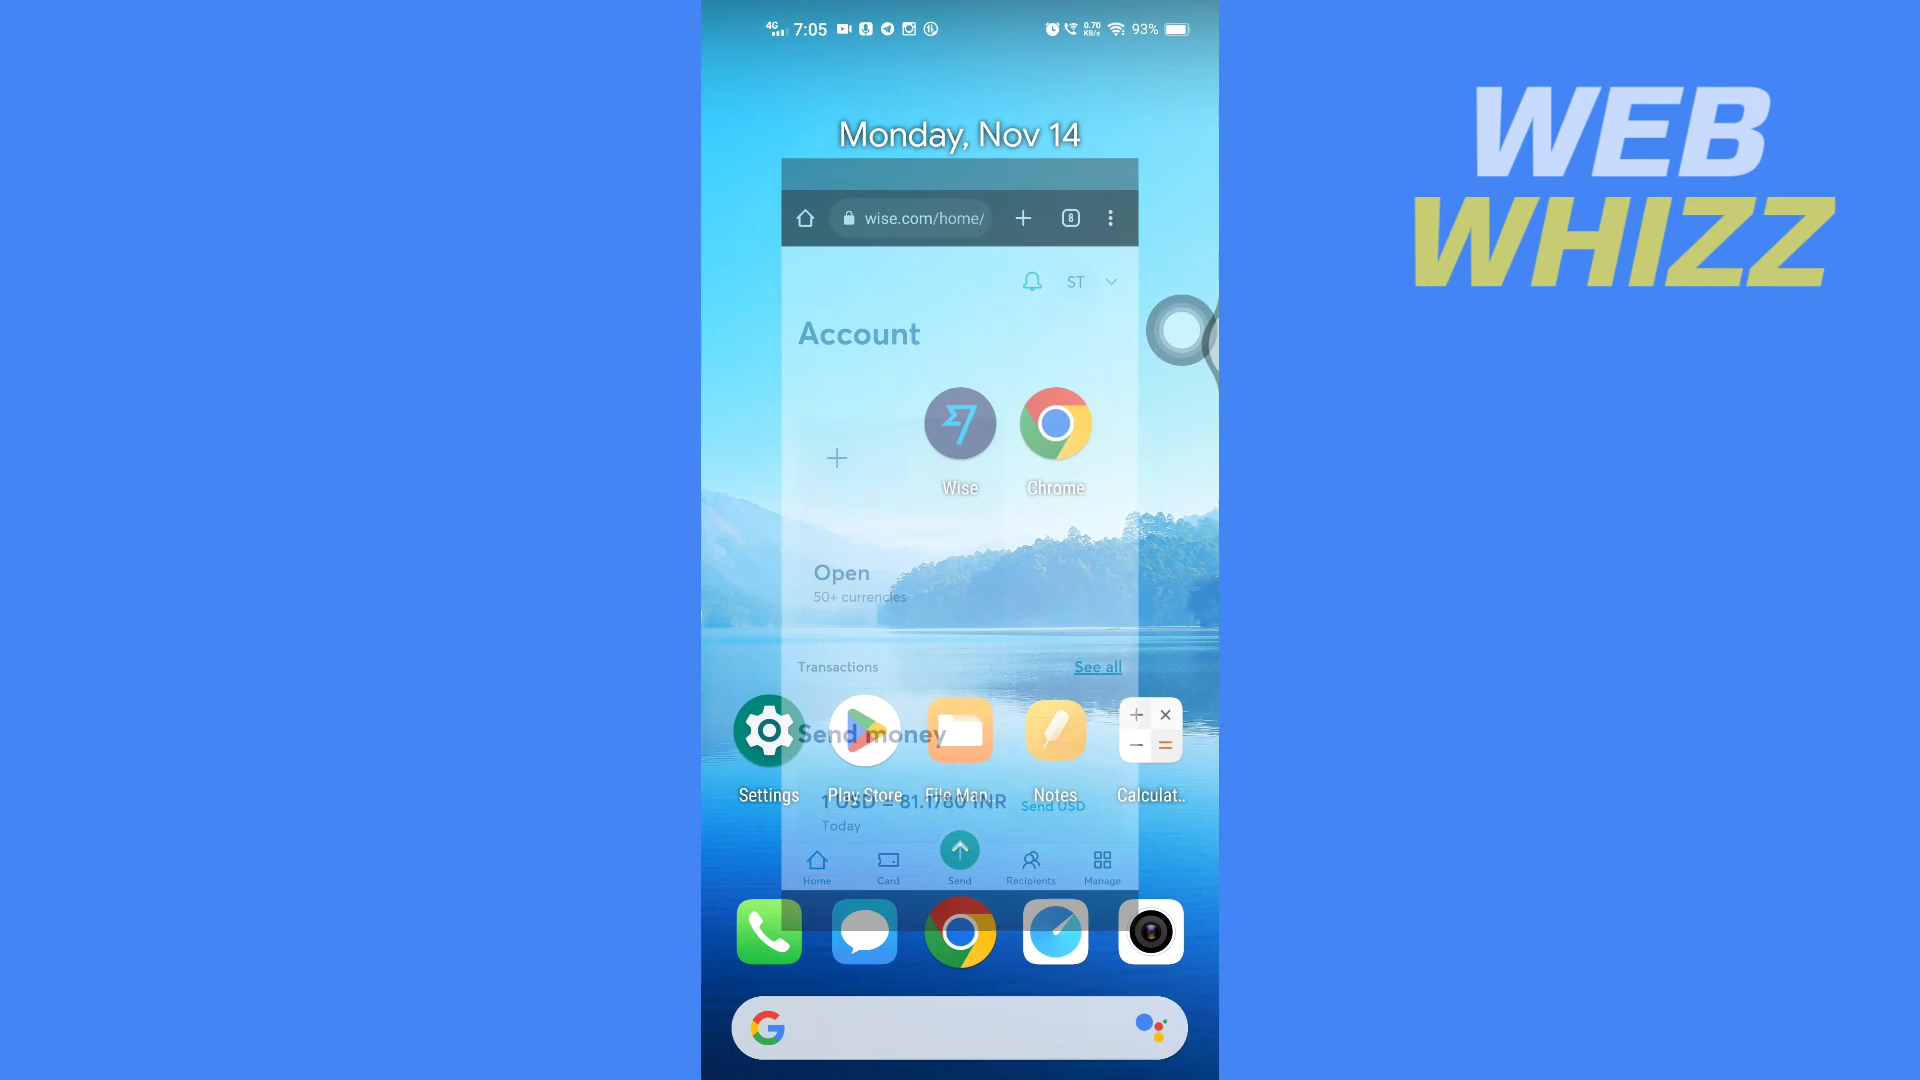 4G 7:05 0.70 KB/s 93%
WEB
WHIZZ
Monday, Nov 14
wise.com/home/ 8
ST
Account
Wise Chrome
Open
50+ currencies
Transactions See all
Send money
Settings Play Store File Man.. Notes Calculat..
1 USD = 81.1780 INR Send USD
Today
Home Card Send Recipients Manage